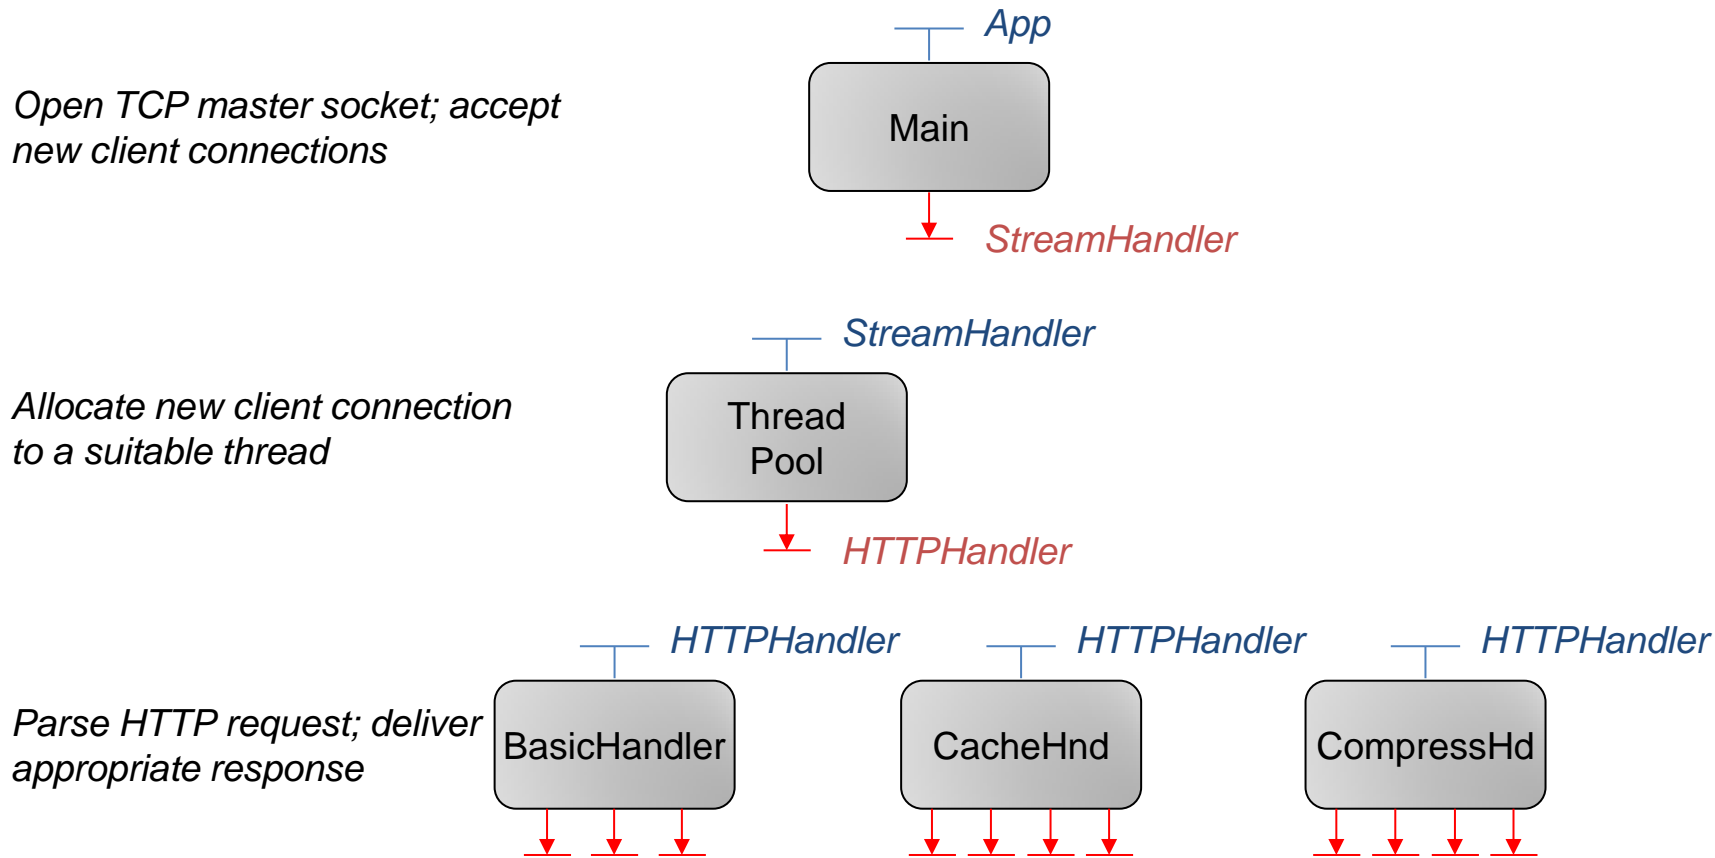 App
Open TCP master socket; accept
new client connections
Main
StreamHandler
StreamHandler
Allocate new client connection
to a suitable thread
Thread
Pool
HTTPHandler
HTTPHandler
HTTPHandler
HTTPHandler
Parse HTTP request; deliver
appropriate response
BasicHandler
CacheHnd
CompressHd